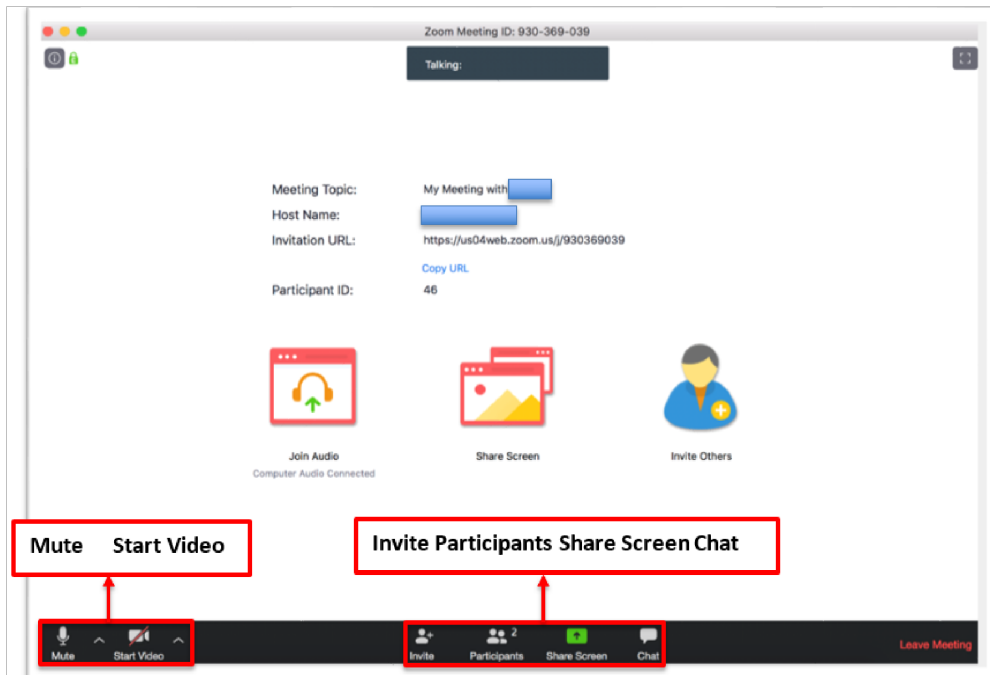 Zoom Meeting ID: 930-369-039
Talking:
Meeting Topic: My Meeting with
Host Name:
Invitation URL: https://us04web.zoom.us/j/930369039
Copy URL
Participant ID: 46
Join Audio Share Screen Invite Others
Computer Audio Connected
Mute Start Video
Invite Participants Share Screen Chat
2
Mute Start Video Invite Participants Share Screen Chat Leave Meeting